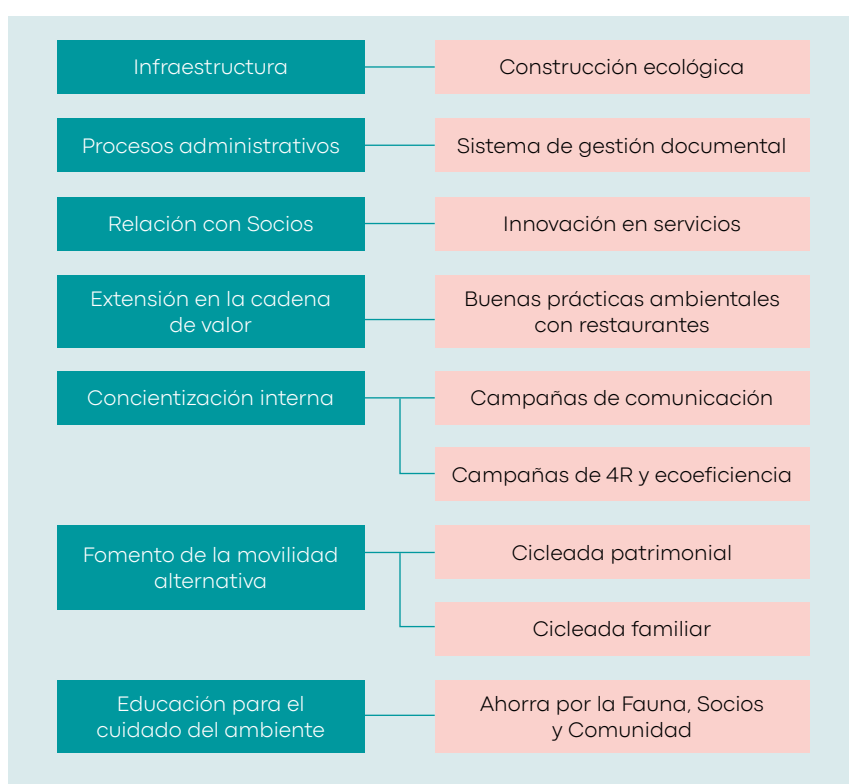 Infraestructura
Construcción ecológica
Procesos administrativos
Sistema de gestión documental
Relación con Socios
Innovación en servicios
Extensión en la cadena
de valor
Buenas prácticas ambientales
con restaurantes
Concientización interna
Campañas de comunicación
Campañas de 4R y ecoeficiencia
Fomento de la movilidad
alternativa
Cicleada patrimonial
Cicleada familiar
Educación para el
cuidado del ambiente
Ahorra por la Fauna, Socios
y Comunidad